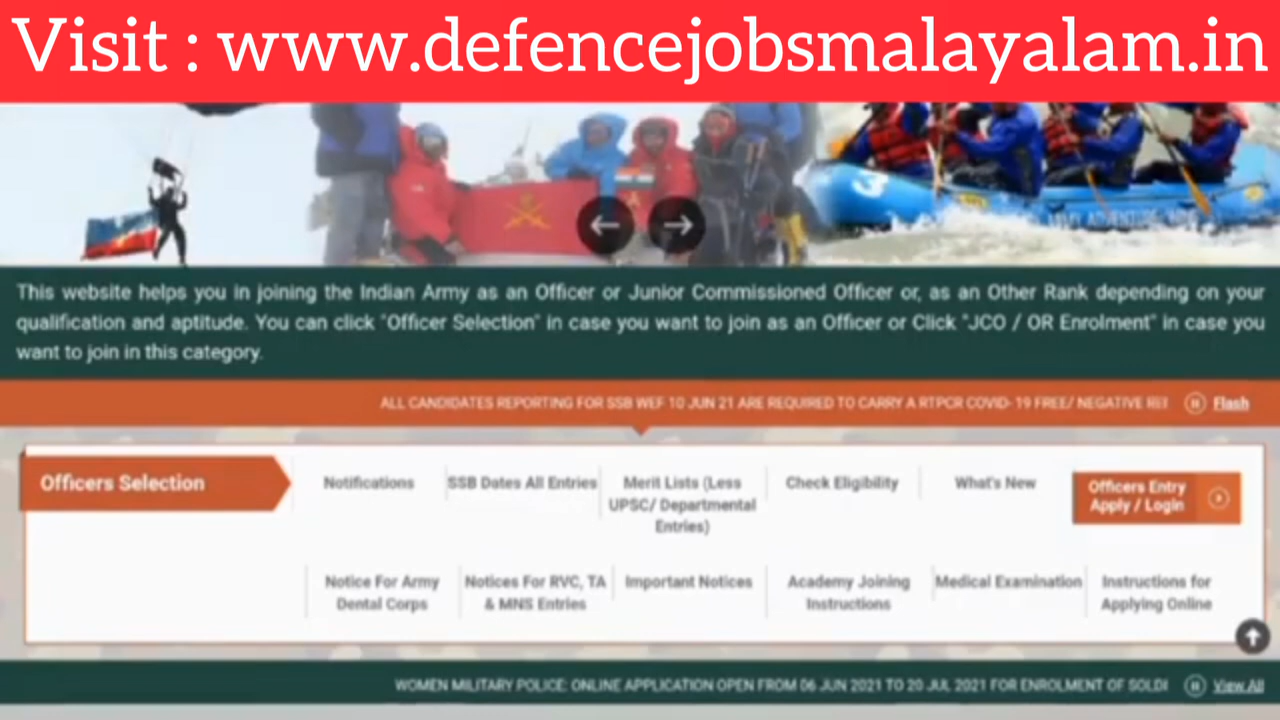 Visit : www.defencejobsmalayalam.in
This website helps you in joining the Indian Army as an Officer or Junior Commissioned Officer or, as an Other Rank depending on your
qualification and aptitude. You can click "Officer Selection" in case you want to join as an Officer or Click "JCO / OR Enrolment" in case you
want to join in this category.
ALL CANDIDATES REPORTING FOR SSB WEF 10 JUN 21 ARE REQUIRED TO CARRY A RTPCR COVID- 19 FREE/ NEGATIVE
Flash
Officers Selection
Notifications
SSB Dates All Entries
Merit Lists (Less
UPSC/ Departmental
Entries)
Check Eligibility
What's New
Officers Entry
Apply / Login
Notice For Army
Dental Corps
Notices For RVC, TA
& MNS Entries
Important Notices
Academy Joining
Instructions
Medical Examination
Instructions for
Applying Online
WOMEN MILITARY POLICE: ONLINE APPLICATION OPEN FROM 06 JUN 2021 TO 20 JUL 2021 FOR ENROLMENT OF
View All